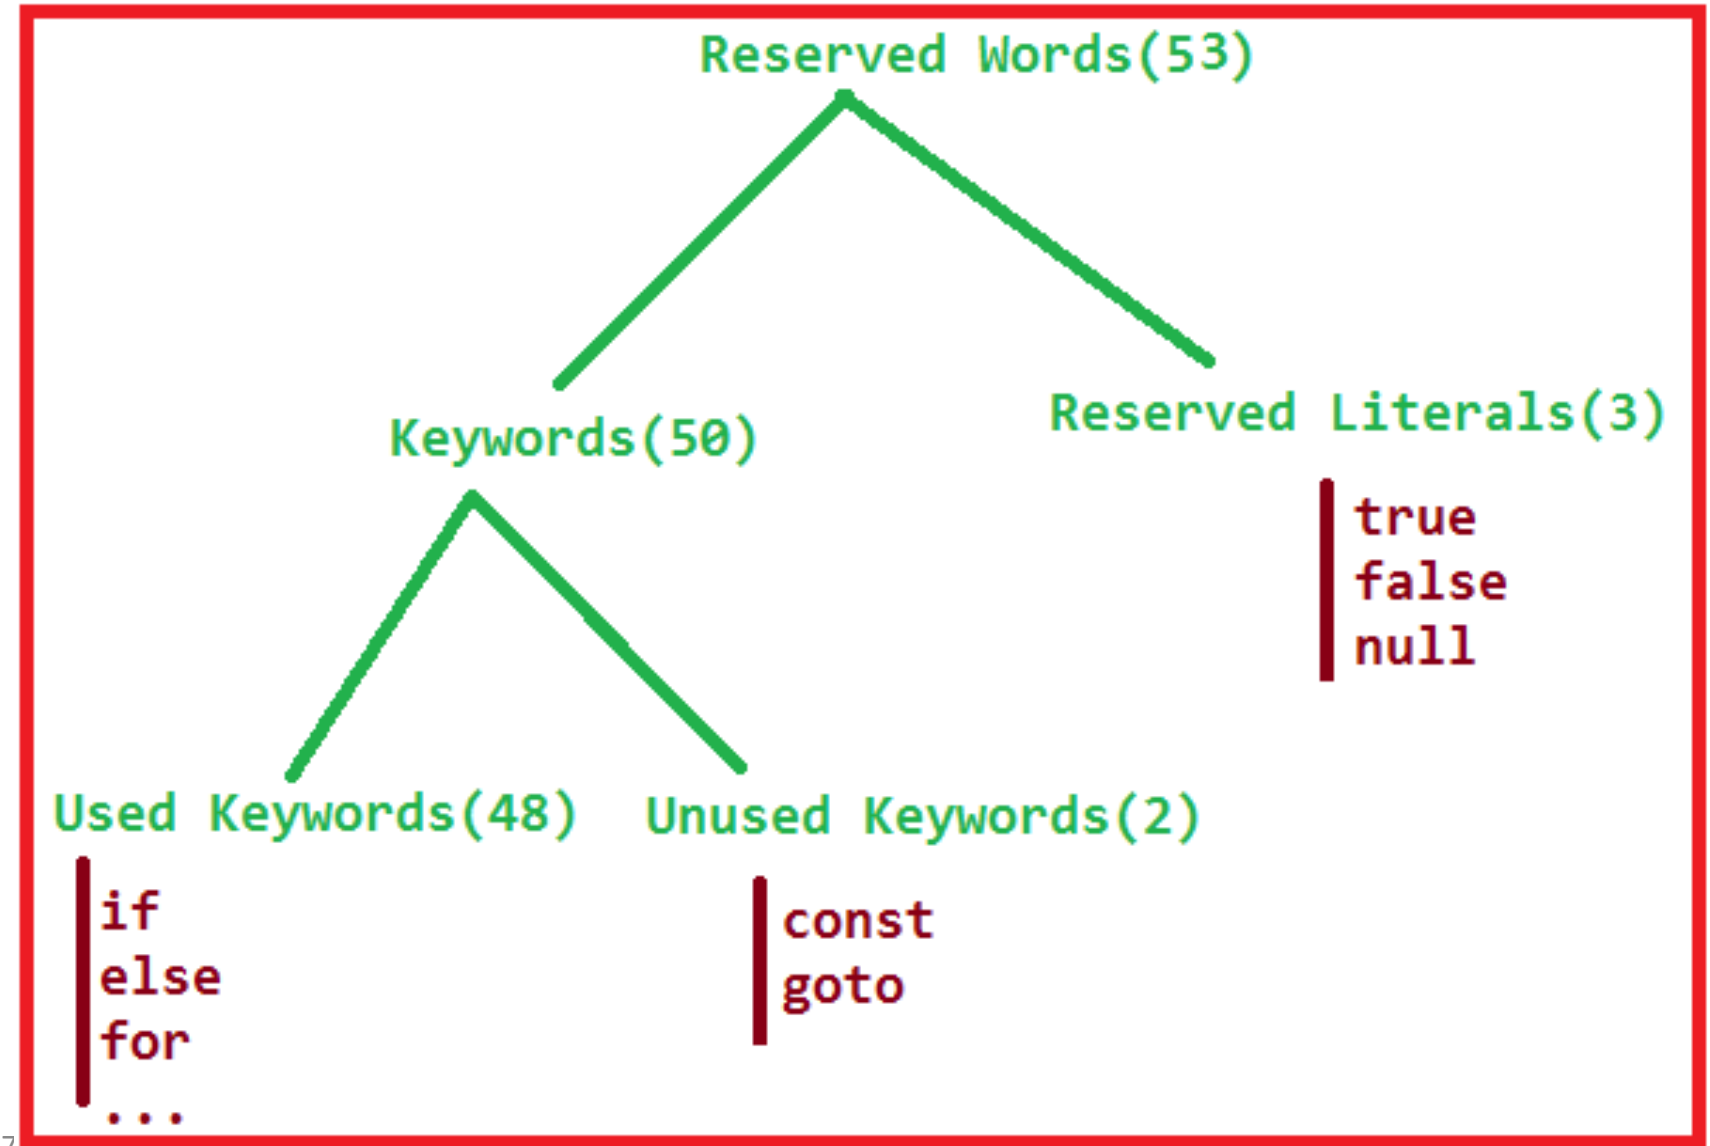 Reserved Words(53)
Keywords(50)
Reserved Literals(3)
true
false
null
Used Keywords(48)
Unused Keywords(2)
if
else
for
...
const
goto
7